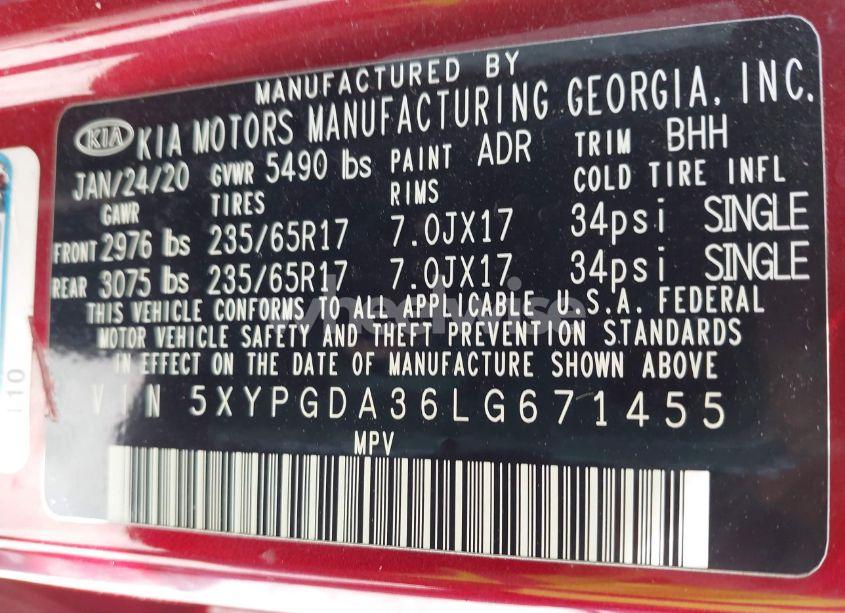 MANUFACTURED BY
KIA KIA MOTORS MANUFACTURING GEORGIA, INC.
JAN/24/20 GVWR 5490 lbs PAINT ADR TRIM BHH
GAWR TIRES RIMS COLD TIRE INFL
FRONT 2976 lbs 235/65R17 7.0JX17 34psi SINGLE
REAR 3075 lbs 235/65R17 7.0JX17 34psi SINGLE
THIS VEHICLE CONFORMS TO ALL APPLICABLE U.S.A. FEDERAL
MOTOR VEHICLE SAFETY AND THEFT PREVENTION STANDARDS
IN EFFECT ON THE DATE OF MANUFACTURE SHOWN ABOVE
VIN 5XYPGDA36LG671455
MPV